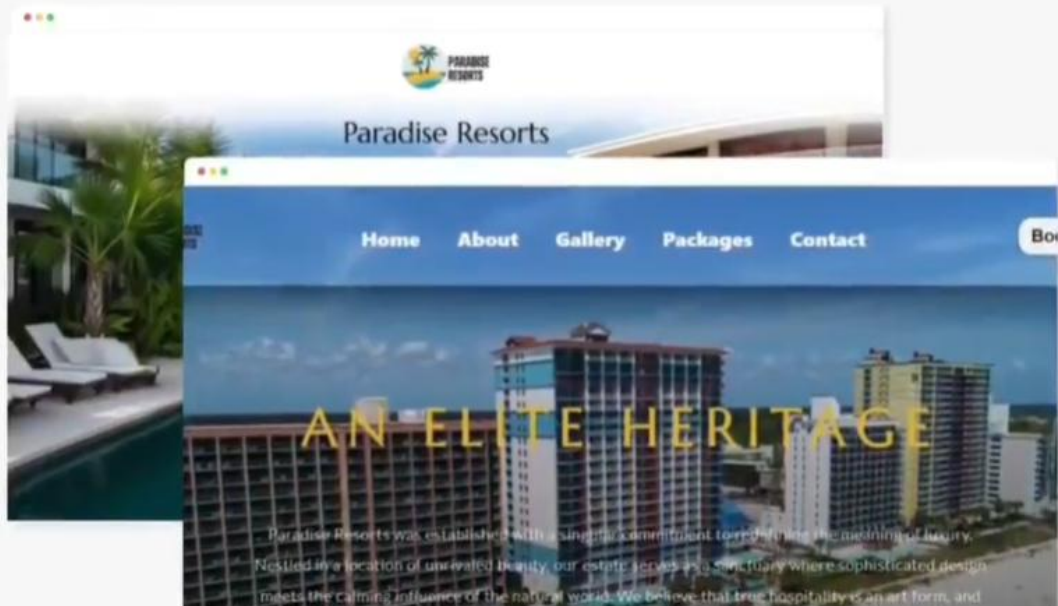 PARADISE
RESORTS
Paradise Resorts
Home About Gallery Packages Contact
Boo
AN ELITE HERITAGE
Paradise Resorts was established with a singular commitment to redefining the meaning of luxury.
Nestled in a location of unrivaled beauty, our estate serves as a sanctuary where sophisticated design
meets the calming influence of the natural world. We believe that true hospitality is an art form, and